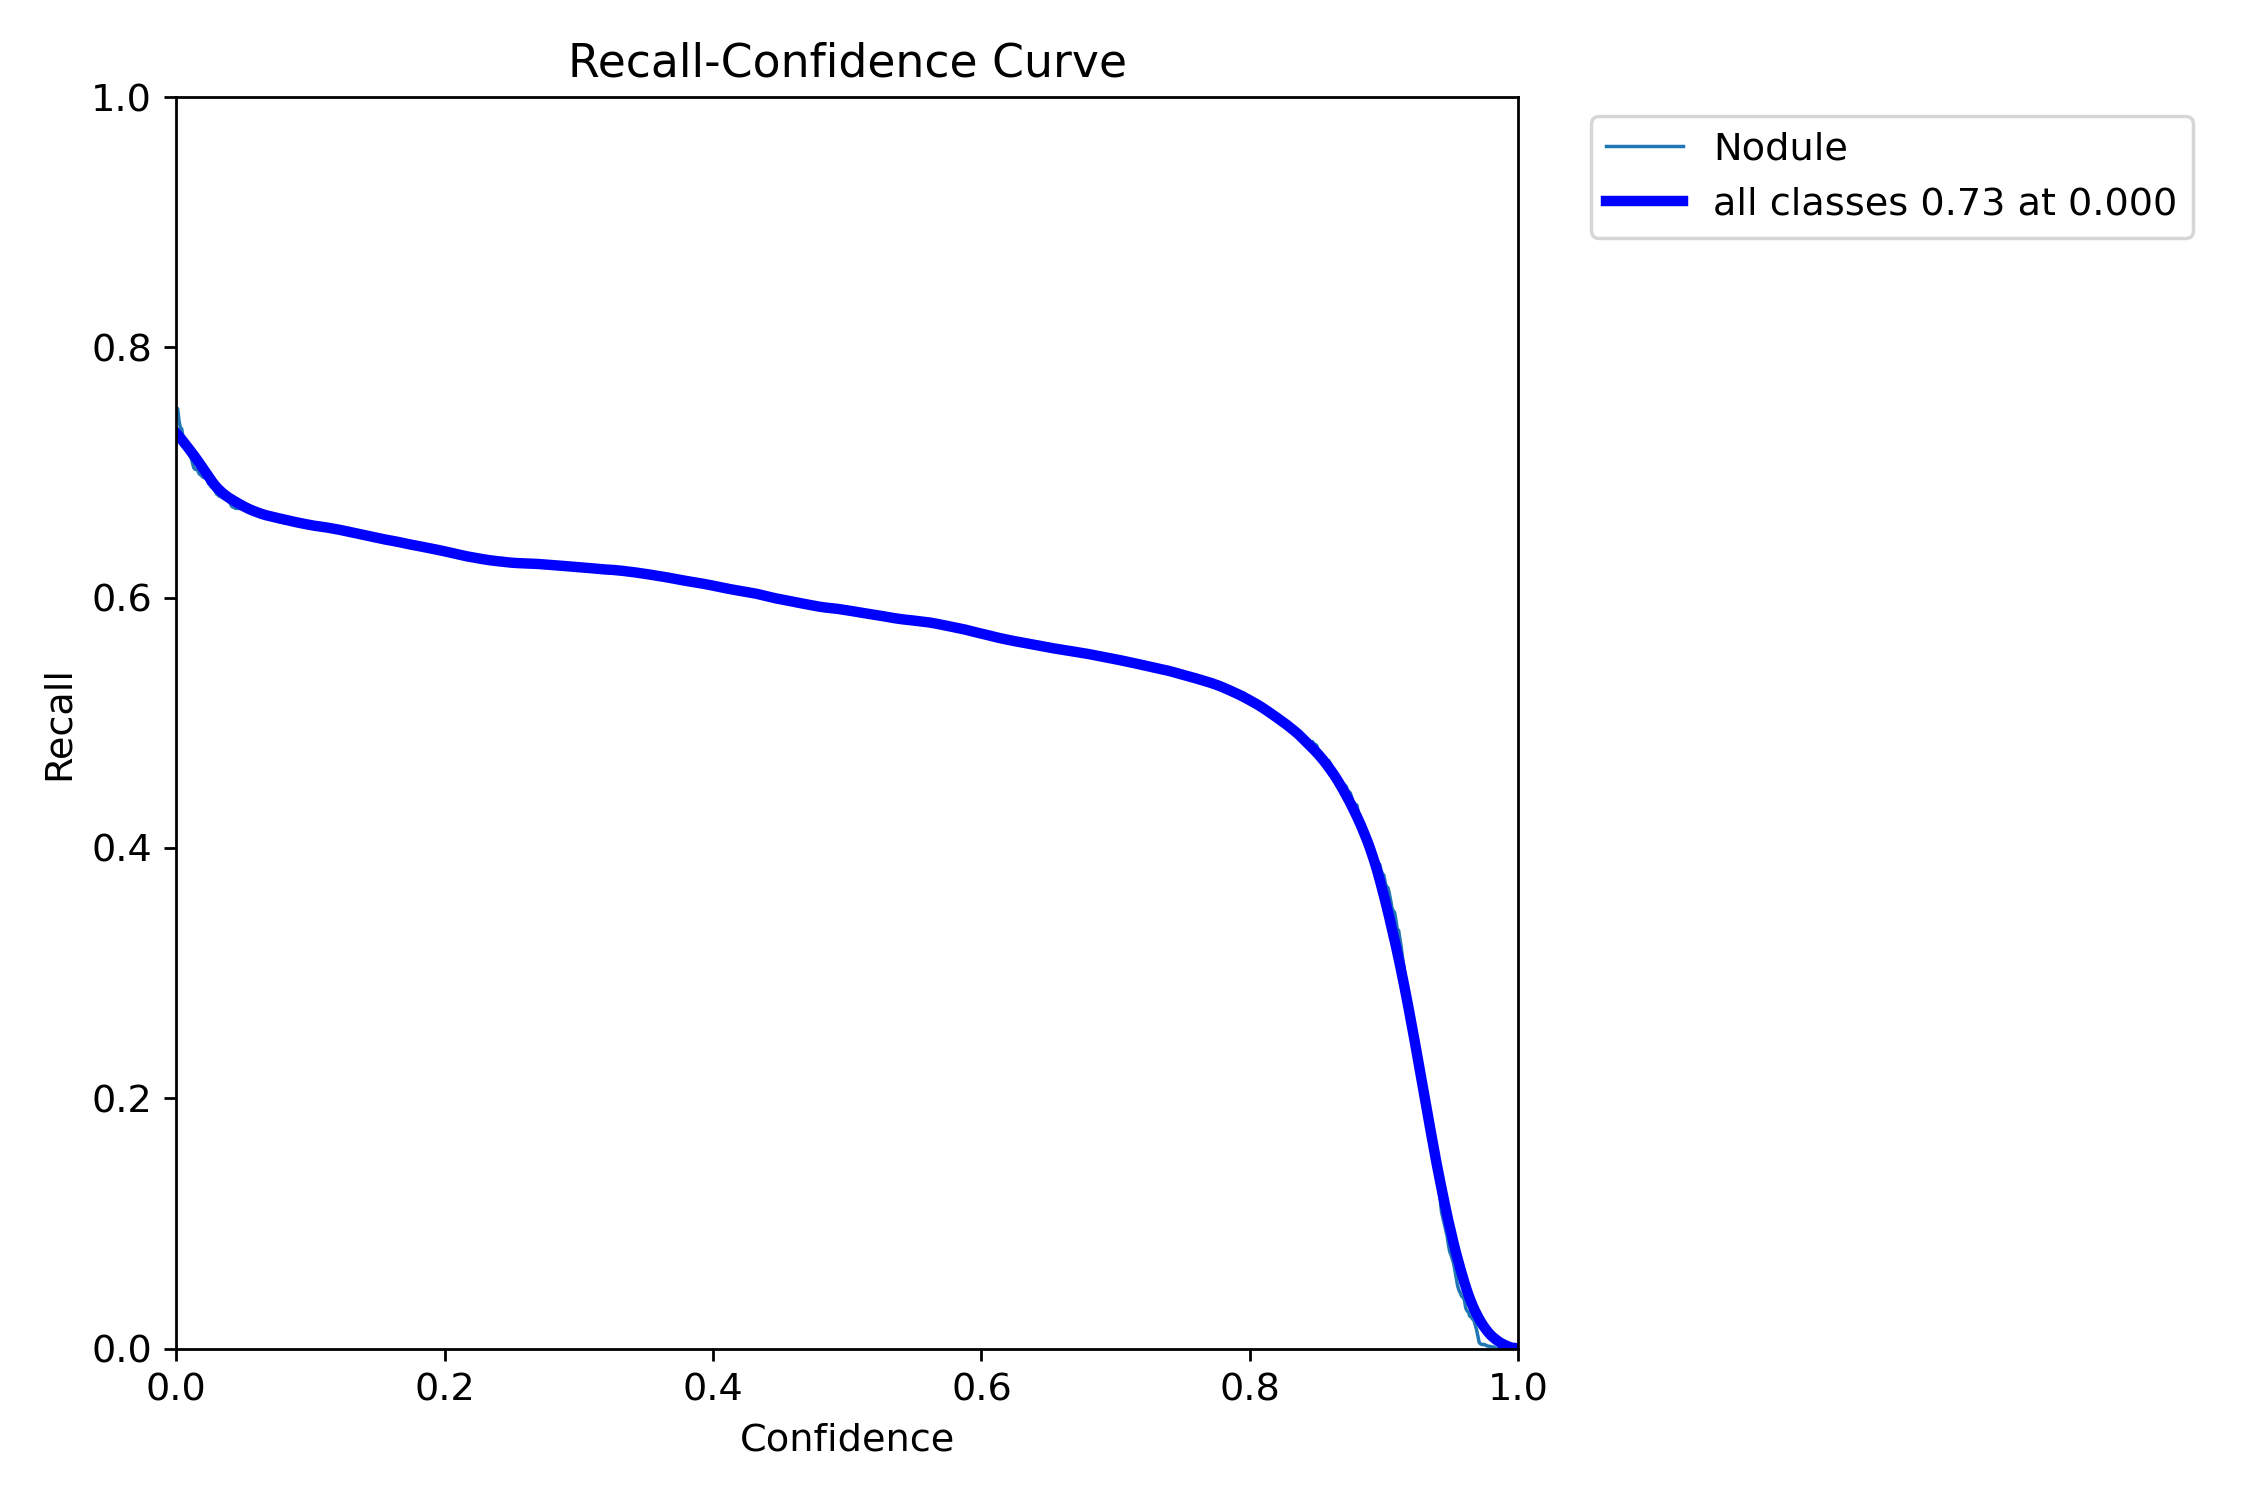 Recall-Confidence Curve
1.0
0.8
0.6
0.4
0.2
0.0
Recall
0.0 0.2 0.4 0.6 0.8 1.0
Confidence
Nodule
all classes 0.73 at 0.000